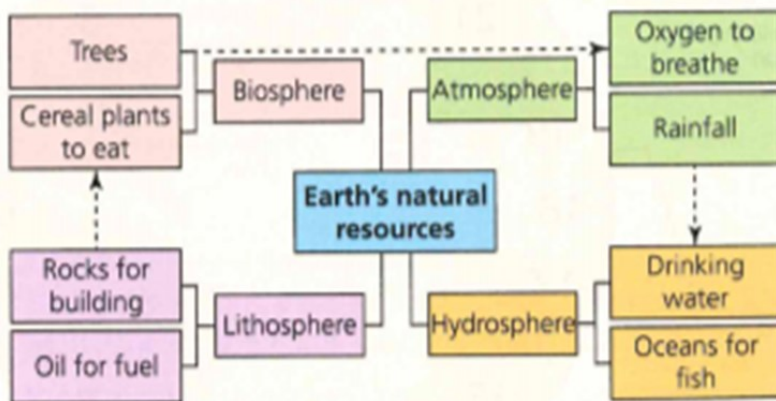 Trees
Cereal plants
to eat
Biosphere
Atmosphere
Oxygen to
breathe
Rainfall
Earth's natural
resources
Rocks for
building
Oil for fuel
Lithosphere
Hydrosphere
Drinking
water
Oceans for
fish